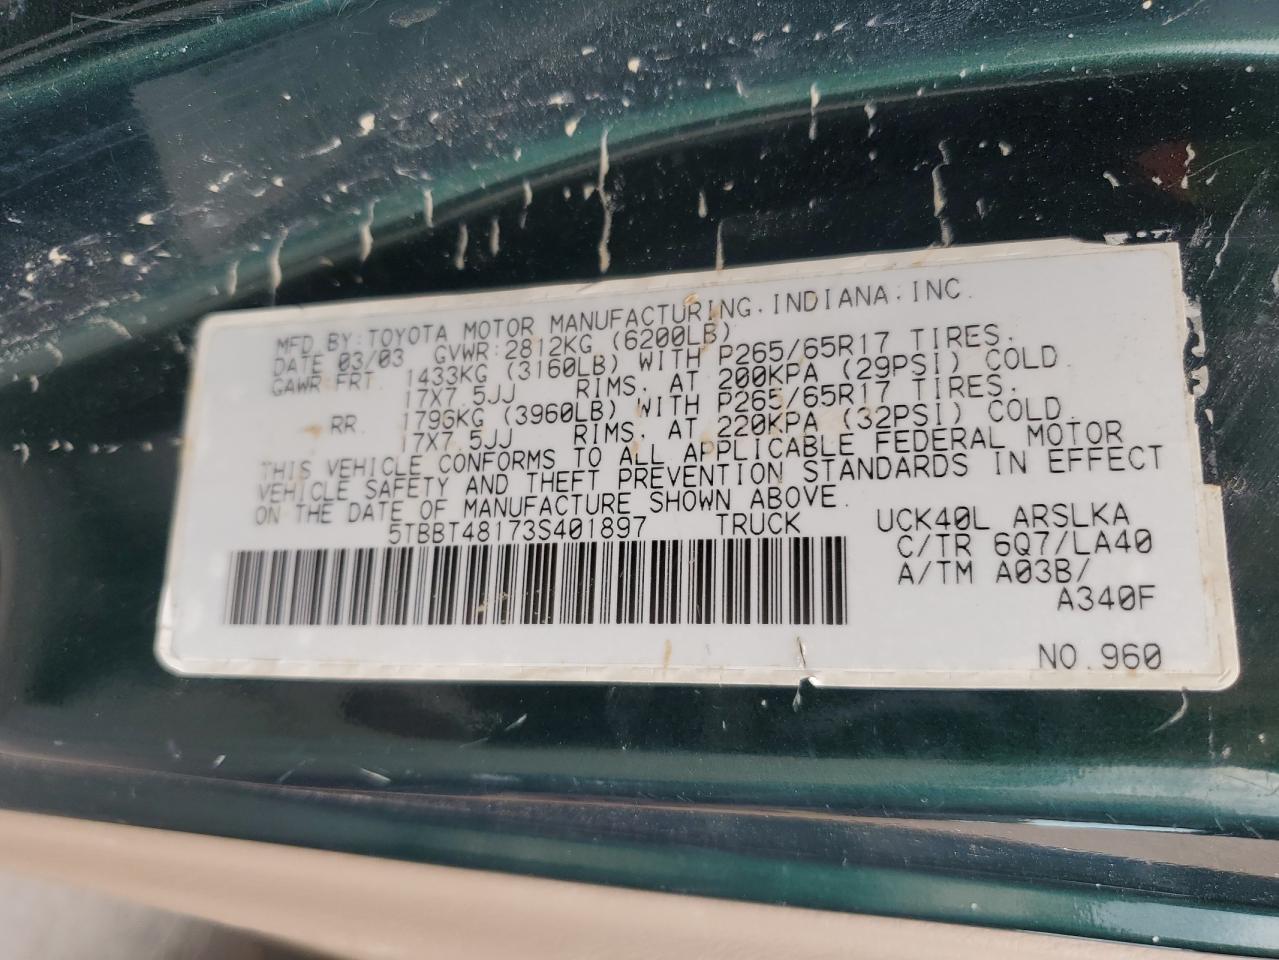 MFD BY: TOYOTA MOTOR MANUFACTURING, INDIANA, INC.
DATE 03/03 GVWR: 2812KG (6200LB)
GAWR FRT. 1433KG (3160LB) WITH P265/65R17 TIRES.
17X7.5JJ RIMS. AT 200KPA (29PSI) COLD.
RR. 1796KG (3960LB) WITH P265/65R17 TIRES.
17X7.5JJ RIMS. AT 220KPA (32PSI) COLD.
THIS VEHICLE CONFORMS TO ALL APPLICABLE FEDERAL MOTOR
VEHICLE SAFETY AND THEFT PREVENTION STANDARDS IN EFFECT
ON THE DATE OF MANUFACTURE SHOWN ABOVE.
5TBBT48173S401897 TRUCK UCK40L ARSLKA
C/TR 6Q7/LA40
A/TM A03B/
A340F
NO.960